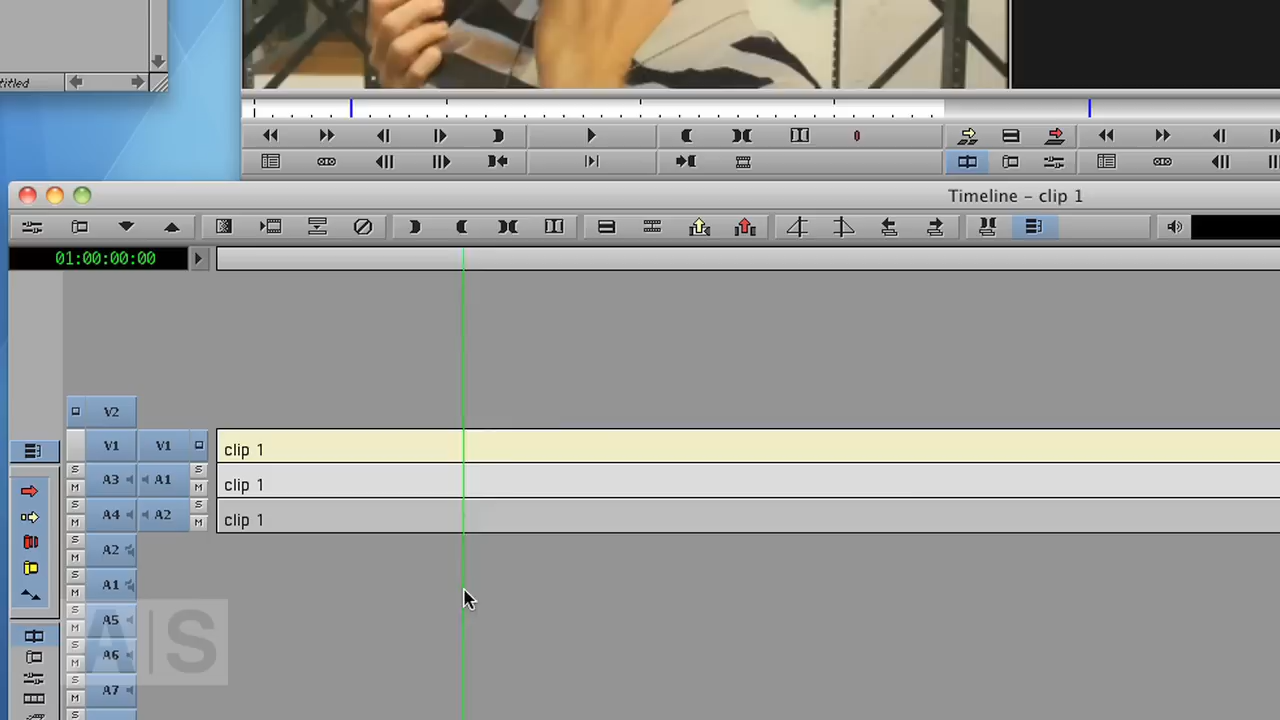 titled
Timeline - clip 1
01:00:00:00
V2
V1 V1 clip 1
S S
A3 A1 clip 1
M M
S S
A4 A2 clip 1
M M
S
A2
M
S
A1
M
S
A5
M
S
A6
M
S
A7
M
S
A|S